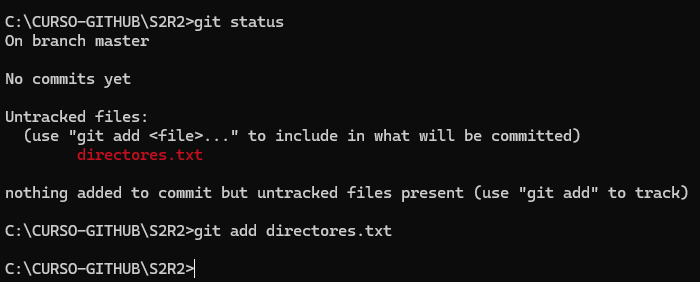 C:\CURSO-GITHUB\S2R2>git status
On branch master
No commits yet
Untracked files:
(use "git add <file>..." to include in what will be committed)
directores.txt
nothing added to commit but untracked files present (use "git add" to track)
C:\CURSO-GITHUB\S2R2>git add directores.txt
C:\CURSO-GITHUB\S2R2>